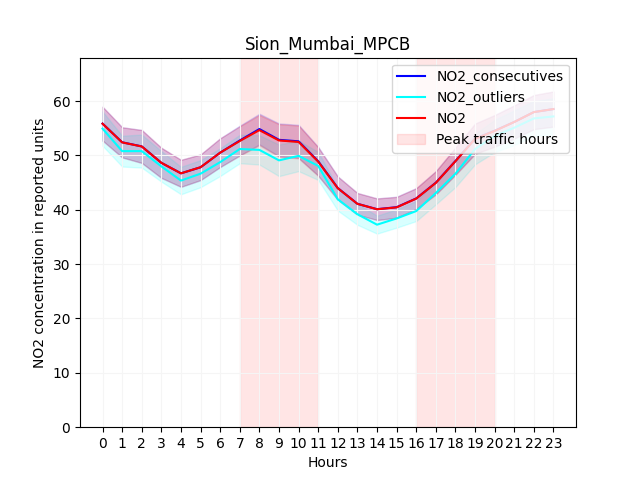 Sion_Mumbai_MPCB
NO2_consecutives
NO2_outliers
NO2
Peak traffic hours
NO2 concentration in reported units
60
50
40
30
20
10
0
0 1 2 3 4 5 6 7 8 9 10 11 12 13 14 15 16 17 18 19 20 21 22 23
Hours